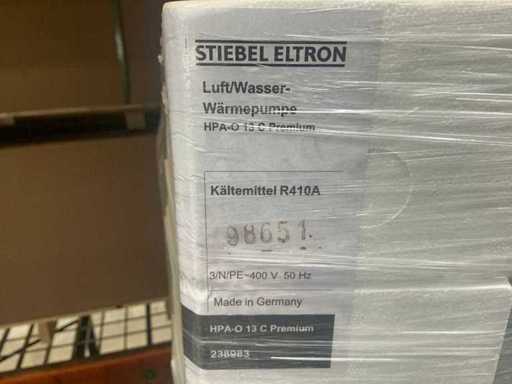 STIEBEL ELTRON
Luft/Wasser-
Wärmepumpe
HPA-O 13 C Premium
Kältemittel R410A
98651.
3/N/PE~400 V 50 Hz
Made in Germany
HPA-O 13 C Premium
238983